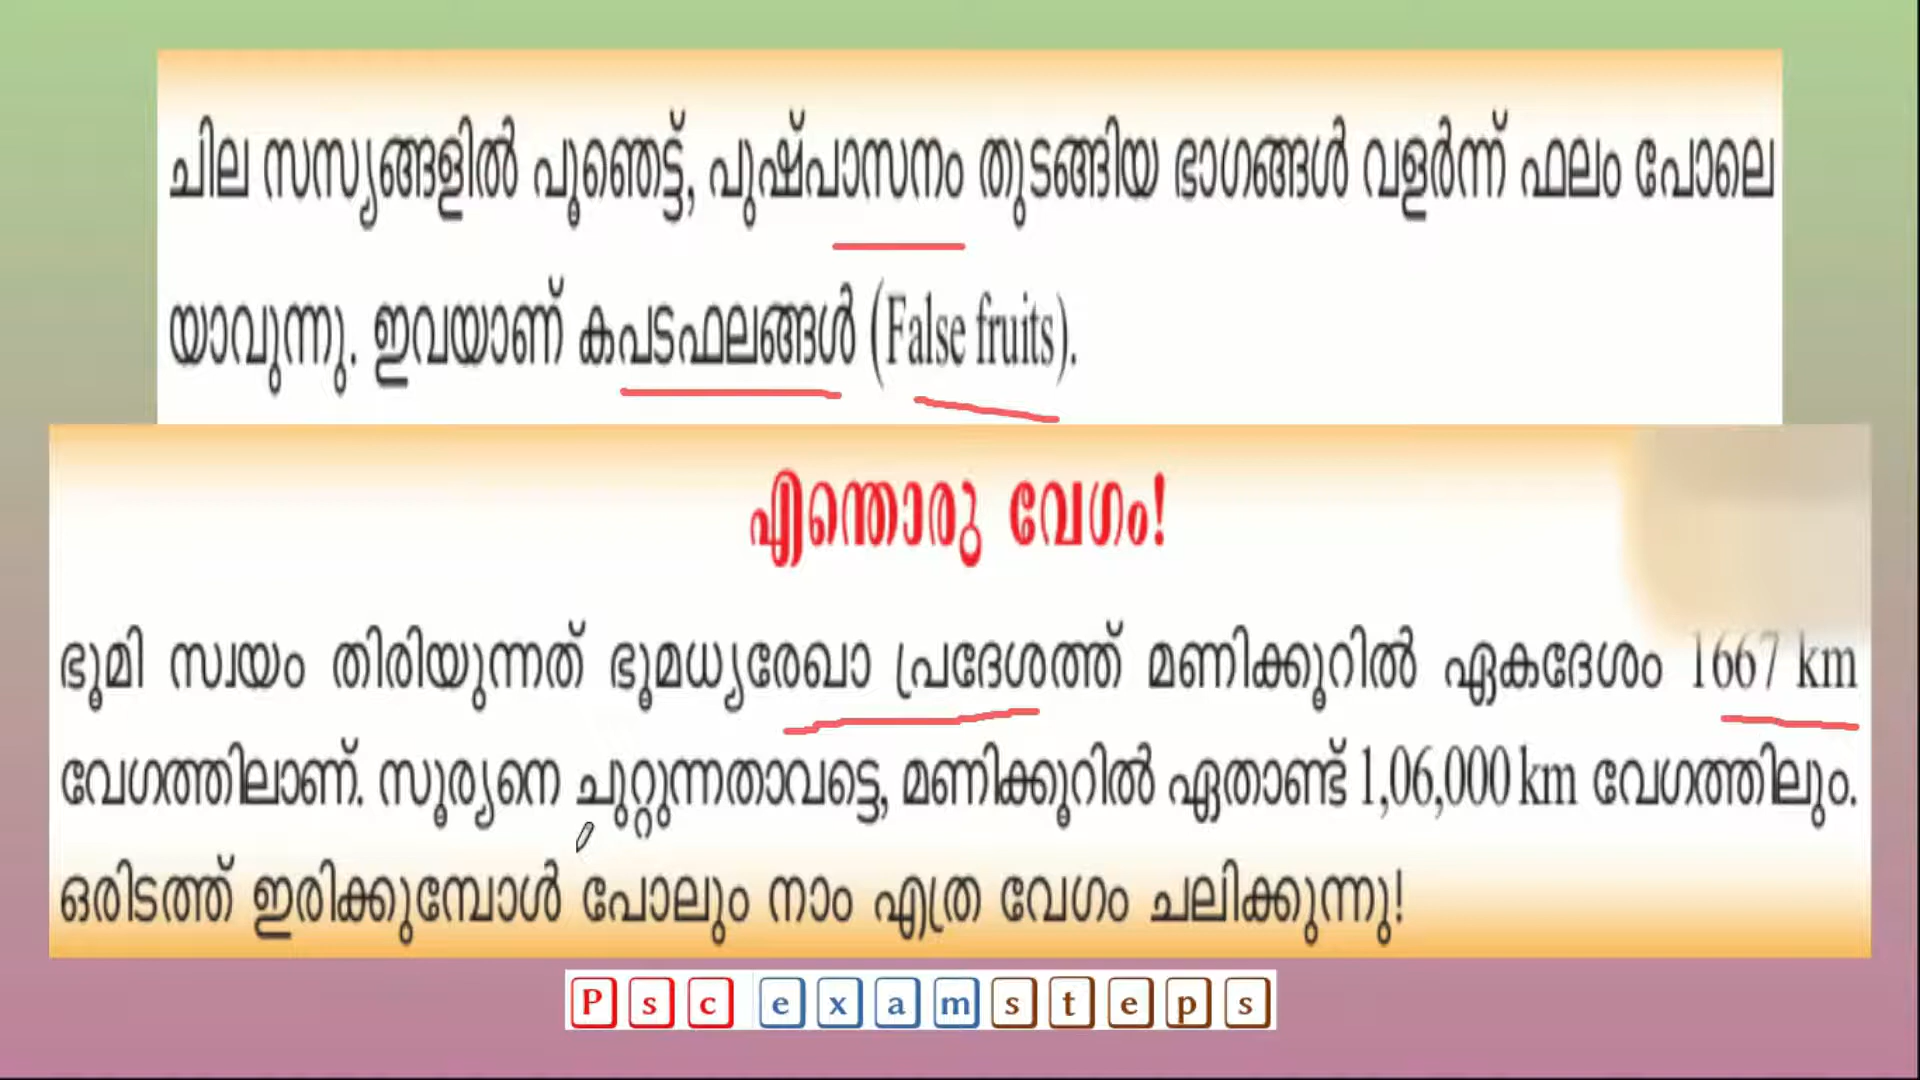 ചില സസ്യങ്ങളിൽ പൂഞെട്ട്, പുഷ്പാസനം തുടങ്ങിയ ഭാഗങ്ങൾ വളർന്ന് ഫലം പോലെ
യാവുന്നു. ഇവയാണ് കപടഫലങ്ങൾ (False fruits).
എന്തൊരു വേഗം!
ഭൂമി സ്വയം തിരിയുന്നത് ഭൂമധ്യരേഖാ പ്രദേശത്ത് മണിക്കൂറിൽ ഏകദേശം 1667 km
വേഗത്തിലാണ്. സൂര്യനെ ചുറ്റുന്നതാവട്ടെ, മണിക്കൂറിൽ ഏതാണ്ട് 1,06,000 km വേഗത്തിലും.
ഒരിടത്ത് ഇരിക്കുമ്പോൾ പോലും നാം എത്ര വേഗം ചലിക്കുന്നു!
Psc examsteps